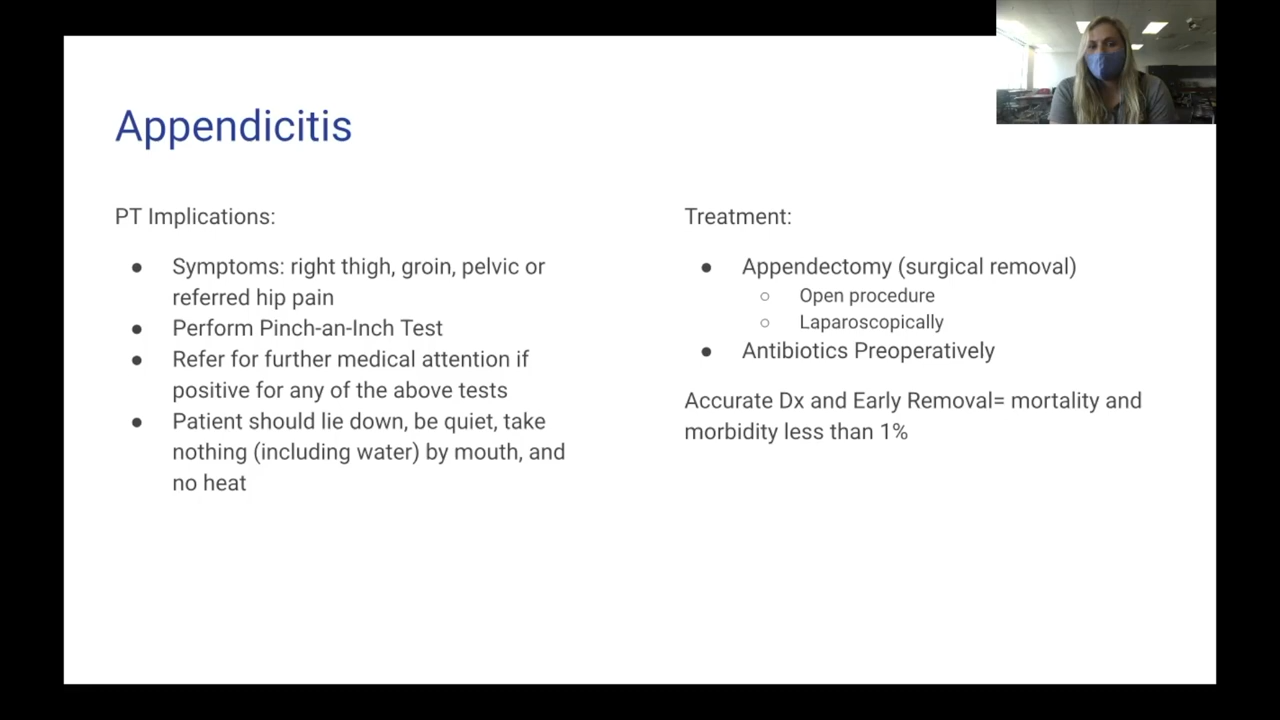 Appendicitis
PT Implications:
● Symptoms: right thigh, groin, pelvic or
referred hip pain
● Perform Pinch-an-Inch Test
● Refer for further medical attention if
positive for any of the above tests
● Patient should lie down, be quiet, take
nothing (including water) by mouth, and
no heat
Treatment:
● Appendectomy (surgical removal)
○ Open procedure
○ Laparoscopically
● Antibiotics Preoperatively
Accurate Dx and Early Removal= mortality and
morbidity less than 1%